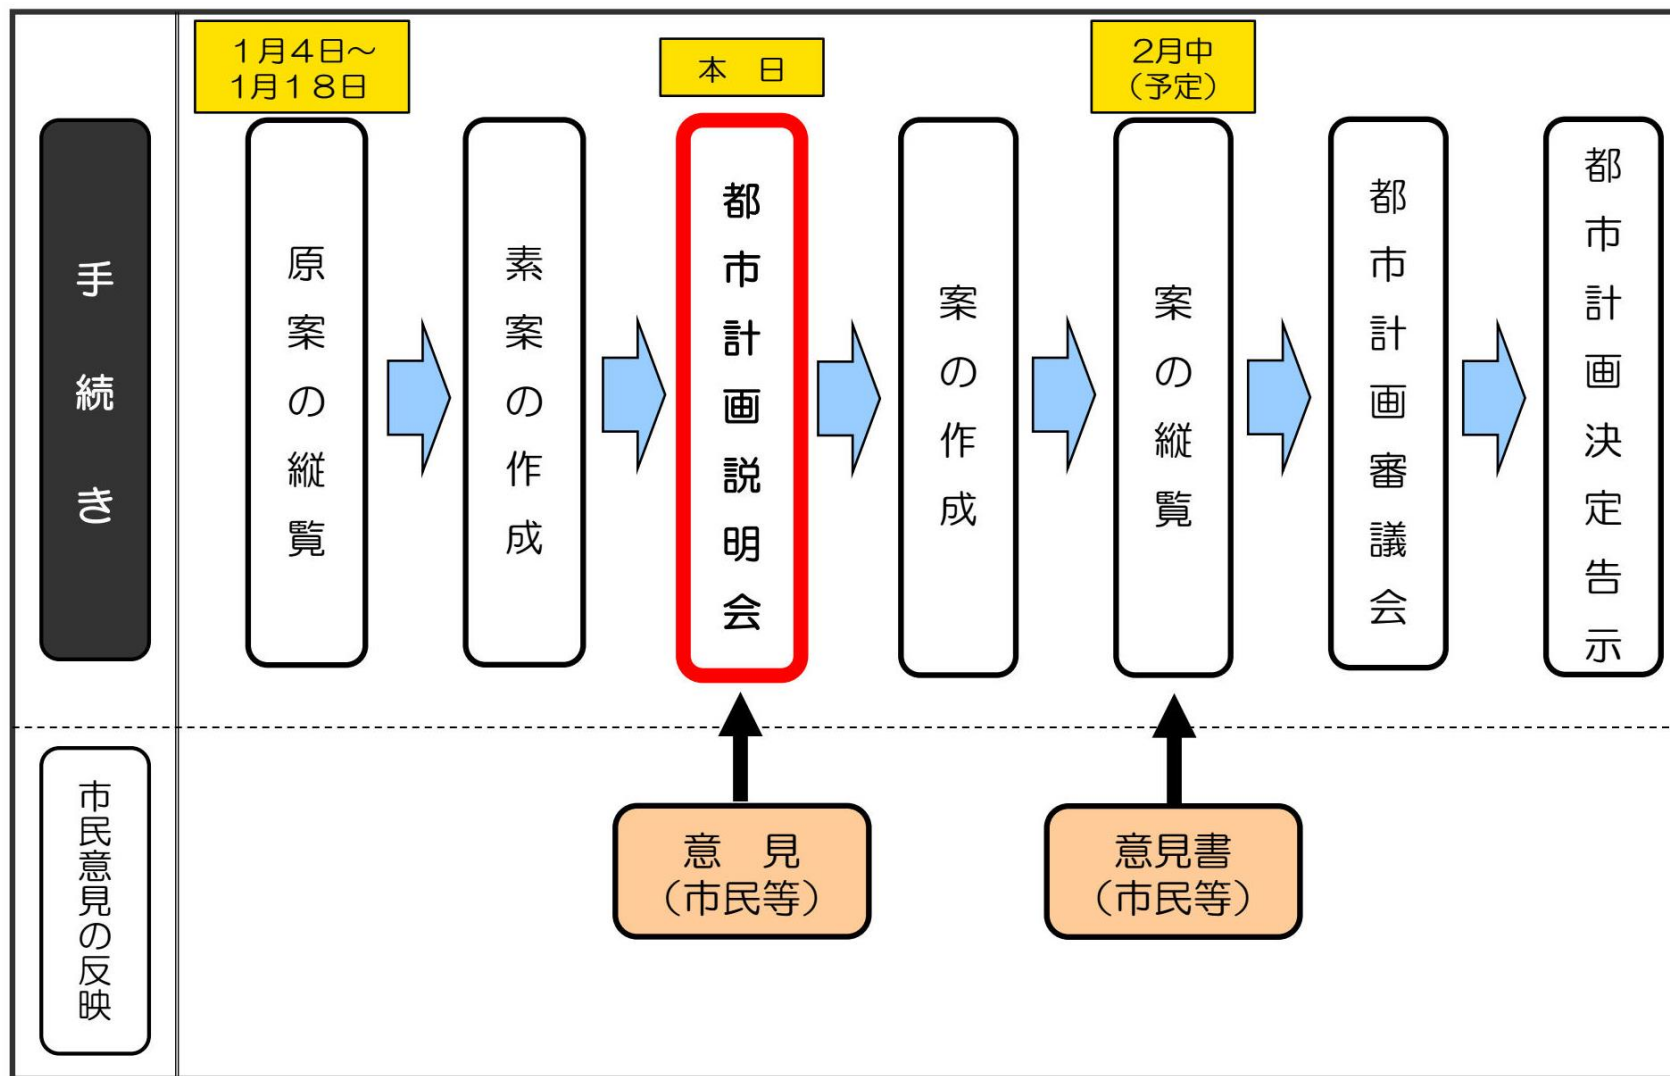 手続き
1月4日～
1月18日
本　日
2月中
（予定）
原案の縦覧
素案の作成
都市計画説明会
案の作成
案の縦覧
都市計画審議会
都市計画決定告示
市民意見の反映
意　見
（市民等）
意見書
（市民等）